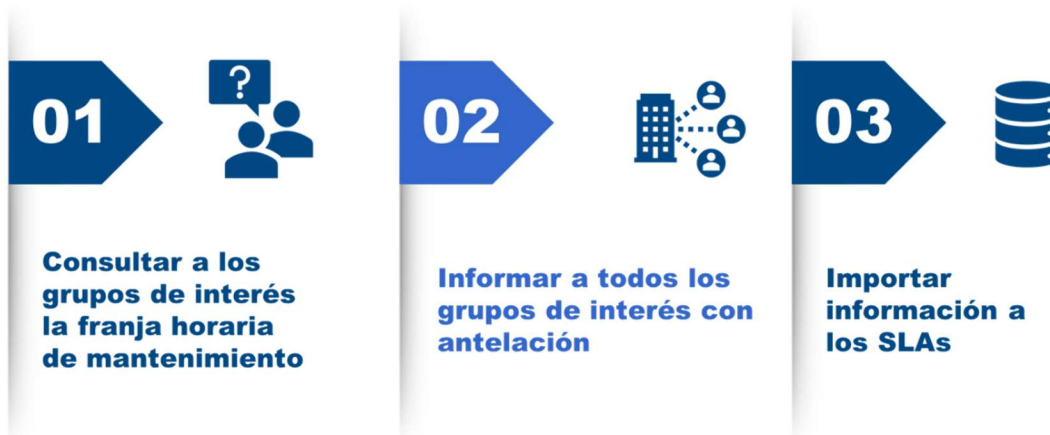 01
?
Consultar a los
grupos de interés
la franja horaria
de mantenimiento
02
Informar a todos los
grupos de interés con
antelación
03
Importar
información a
los SLAs